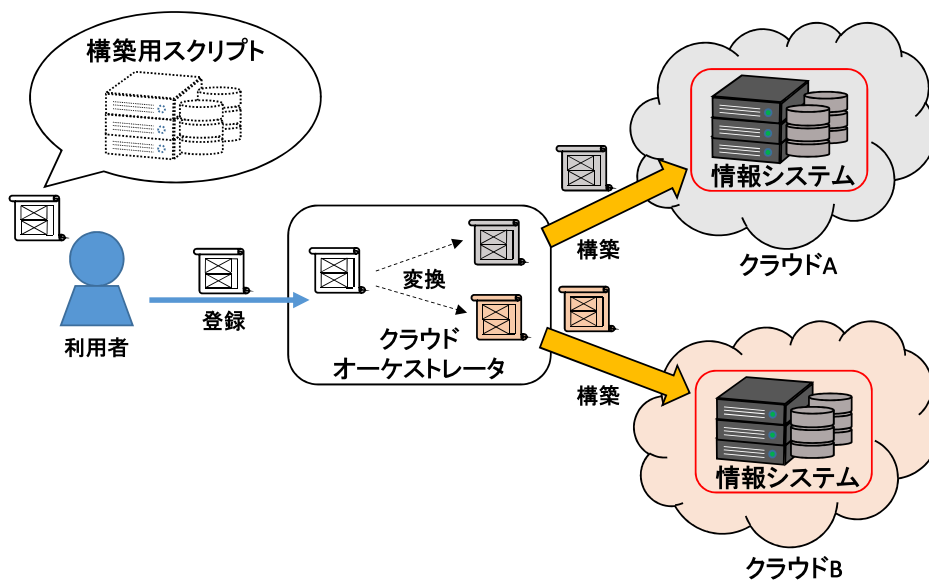 構築用スクリプト
利用者
登録
変換
クラウド
オーケストレータ
構築
構築
情報システム
クラウドA
情報システム
クラウドB